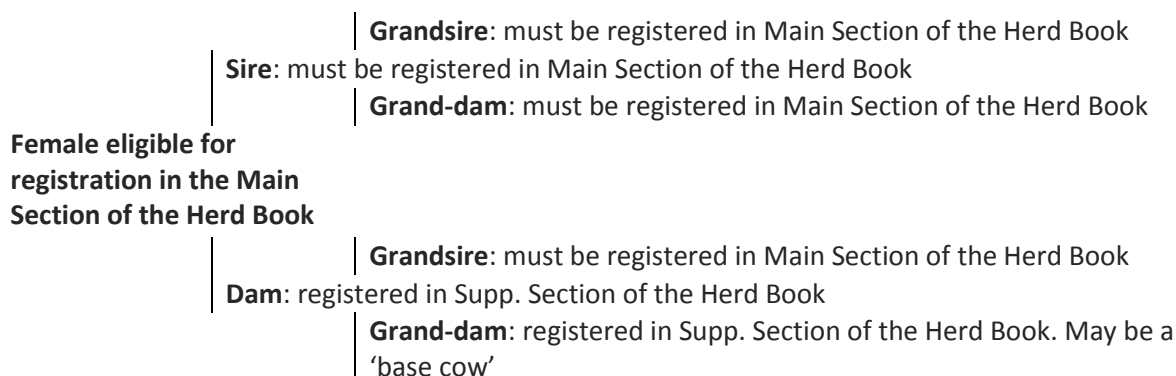 Grandsire: must be registered in Main Section of the Herd Book
Sire: must be registered in Main Section of the Herd Book
Grand-dam: must be registered in Main Section of the Herd Book
Female eligible for
registration in the Main
Section of the Herd Book
Grandsire: must be registered in Main Section of the Herd Book
Dam: registered in Supp. Section of the Herd Book
Grand-dam: registered in Supp. Section of the Herd Book. May be a
‘base cow’